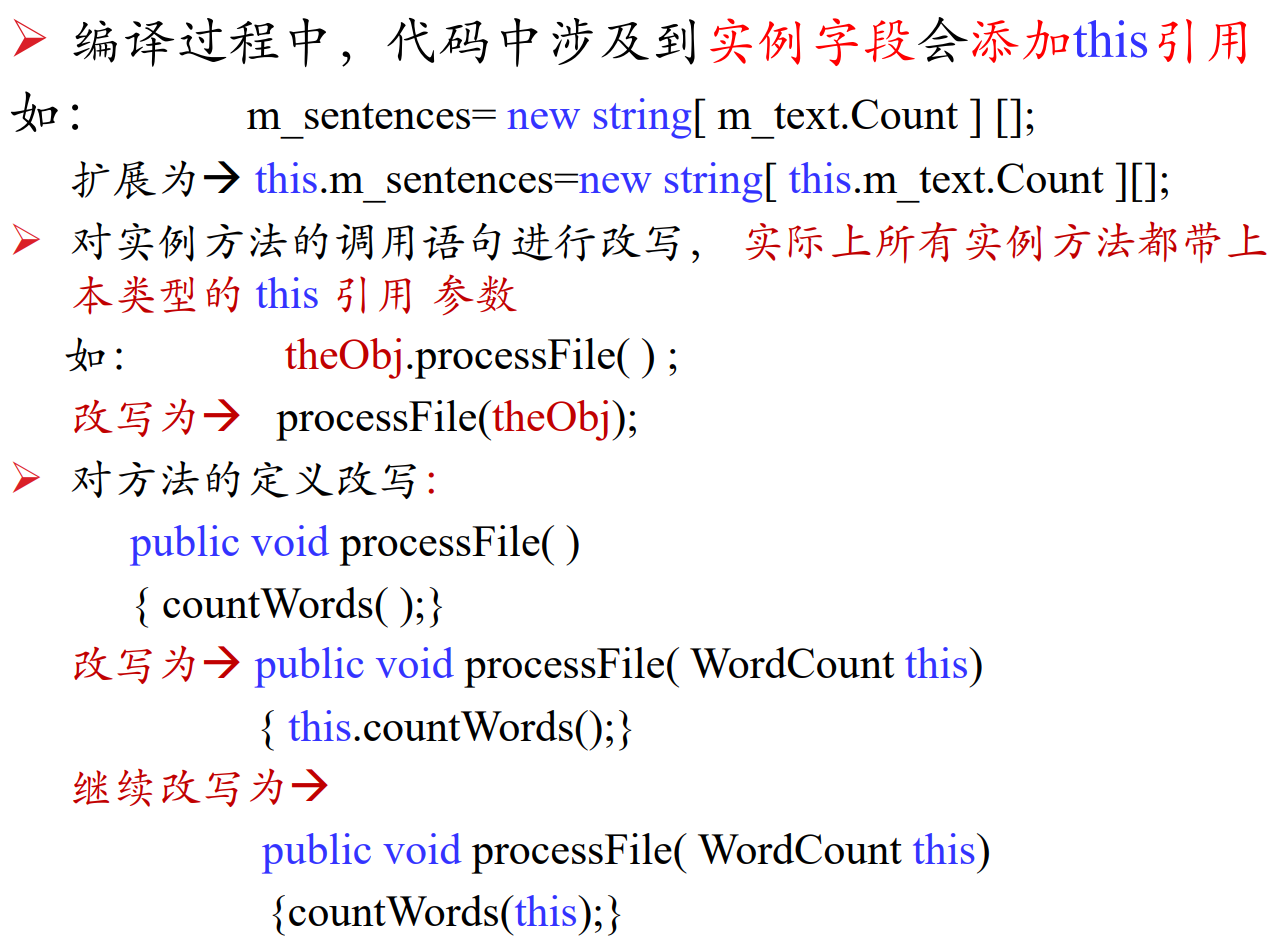 ➢ 编译过程中，代码中涉及到实例字段会添加this引用
如： m_sentences= new string[ m_text.Count ] [];
扩展为→ this.m_sentences=new string[ this.m_text.Count ][];
➢ 对实例方法的调用语句进行改写，实际上所有实例方法都带上
本类型的 this 引用 参数
如： theObj.processFile( ) ;
改写为→ processFile(theObj);
➢ 对方法的定义改写：
public void processFile( )
{ countWords( );}
改写为→ public void processFile( WordCount this)
{ this.countWords();}
继续改写为→
public void processFile( WordCount this)
{countWords(this);}